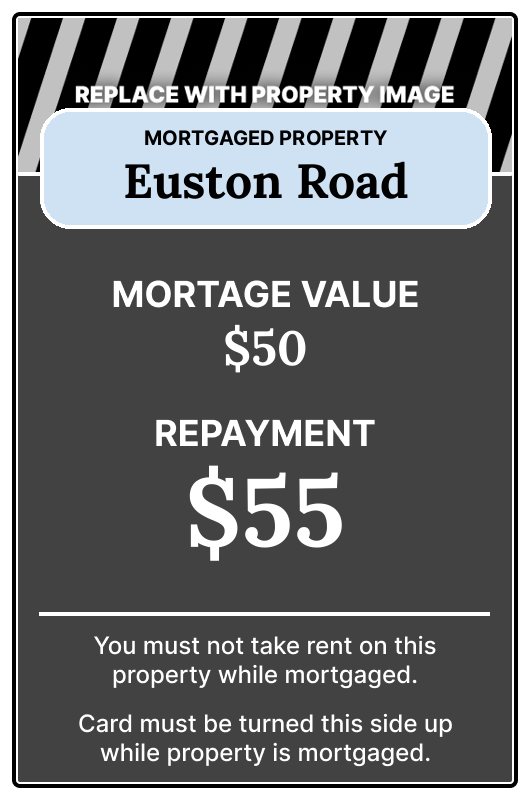 REPLACE WITH PROPERTY IMAGE
MORTGAGED PROPERTY
Euston Road
MORTAGE VALUE
$50
REPAYMENT
$55
You must not take rent on this
property while mortgaged.
Card must be turned this side up
while property is mortgaged.